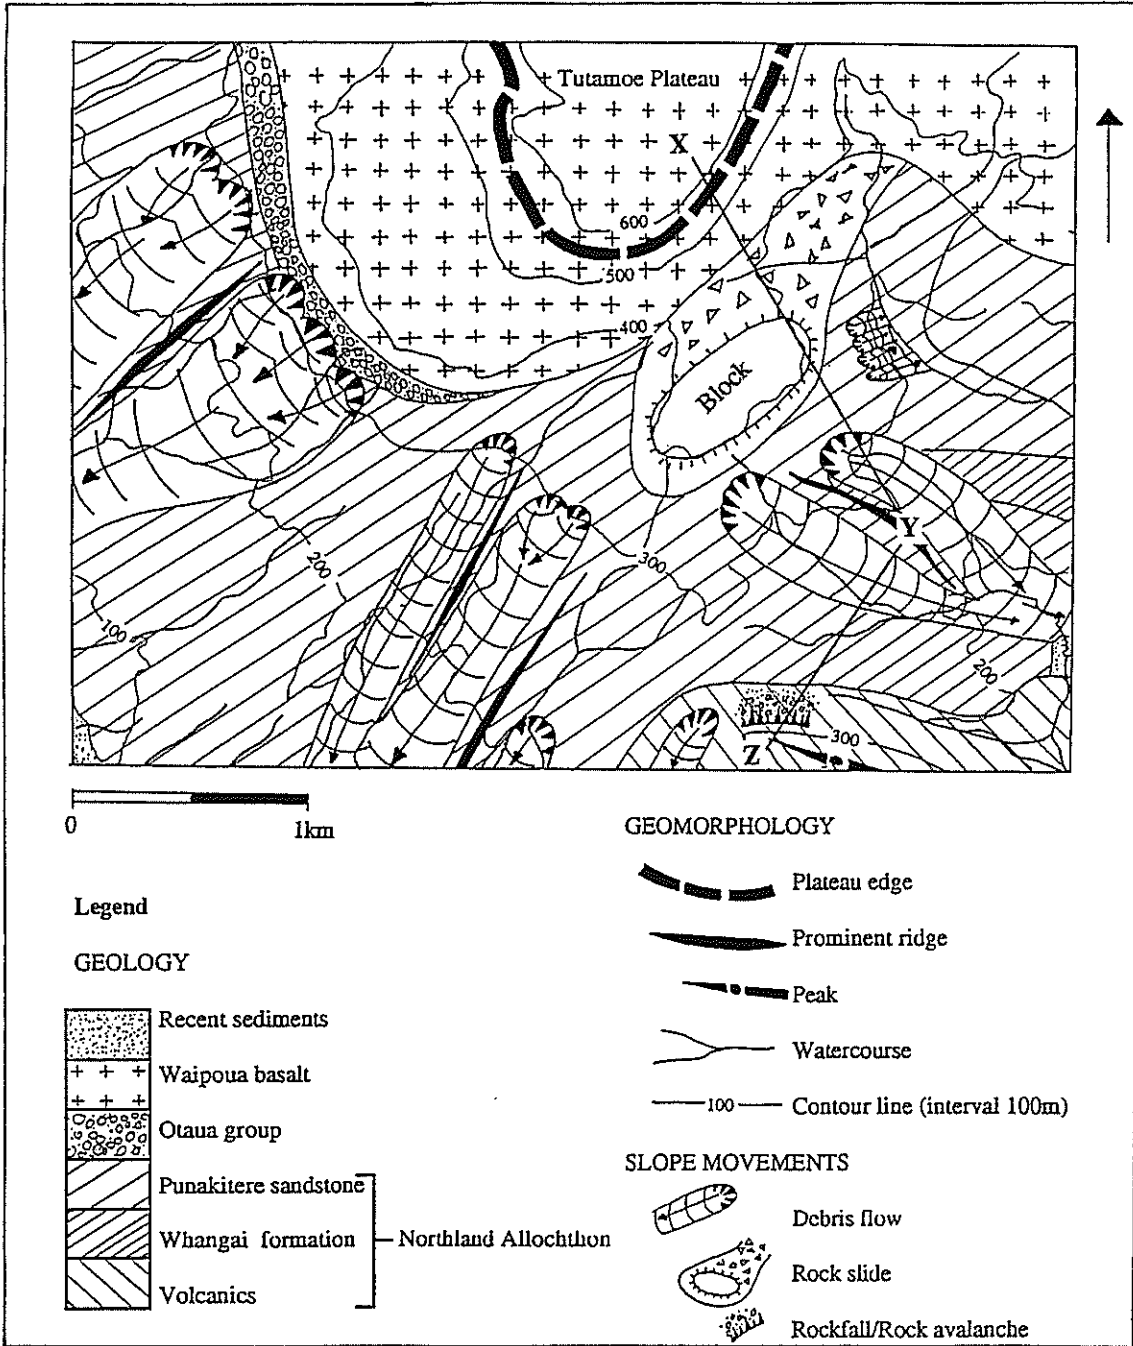 Tutamoe Plateau
X
600
500
400
Block
Y
200
300
100
200
300
Z
0
1km
Legend
GEOLOGY
Recent sediments
Waipoua basalt
Otaua group
Punakitere sandstone
Whangai formation
Northland Allochthon
Volcanics
GEOMORPHOLOGY
Plateau edge
Prominent ridge
Peak
Watercourse
100
Contour line (interval 100m)
SLOPE MOVEMENTS
Debris flow
Rock slide
Rockfall/Rock avalanche